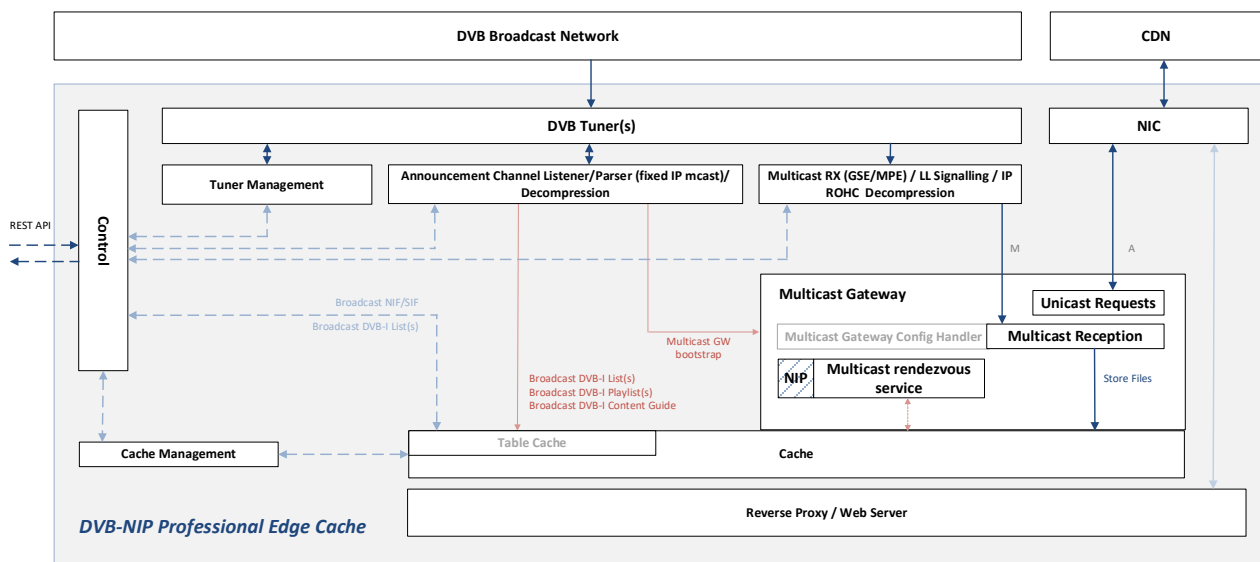 DVB Broadcast Network
CDN
DVB Tuner(s)
NIC
Control
Tuner Management
Announcement Channel Listener/Parser (fixed IP mcast)/
Decompression
Multicast RX (GSE/MPE) / LL Signalling / IP
ROHC Decompression
REST API
M
A
Multicast Gateway
Unicast Requests
Broadcast NIF/SIF
Broadcast DVB-I List(s)
Multicast GW
bootstrap
Multicast Gateway Config Handler
Multicast Reception
NIP
Multicast rendezvous
service
Store Files
Broadcast DVB-I List(s)
Broadcast DVB-I Playlist(s)
Broadcast DVB-I Content Guide
Table Cache
Cache Management
Cache
Reverse Proxy / Web Server
DVB-NIP Professional Edge Cache